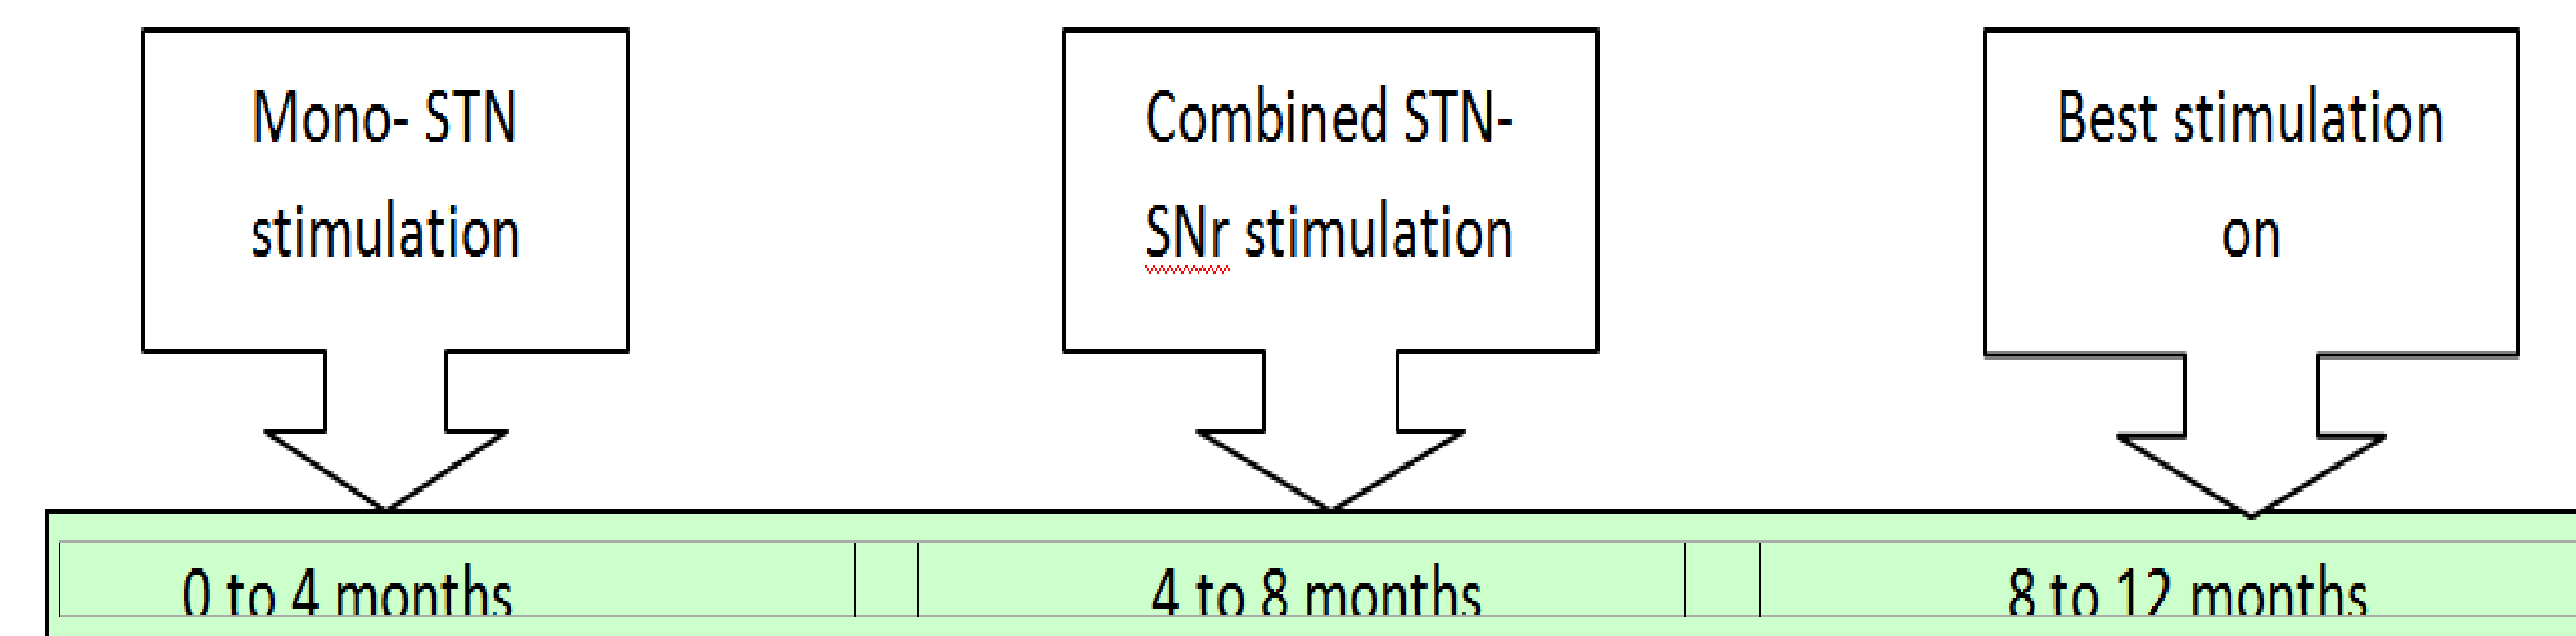 Mono- STN
stimulation
Combined STN-
SNr stimulation
Best stimulation
on
0 to 4 months
4 to 8 months
8 to 12 months